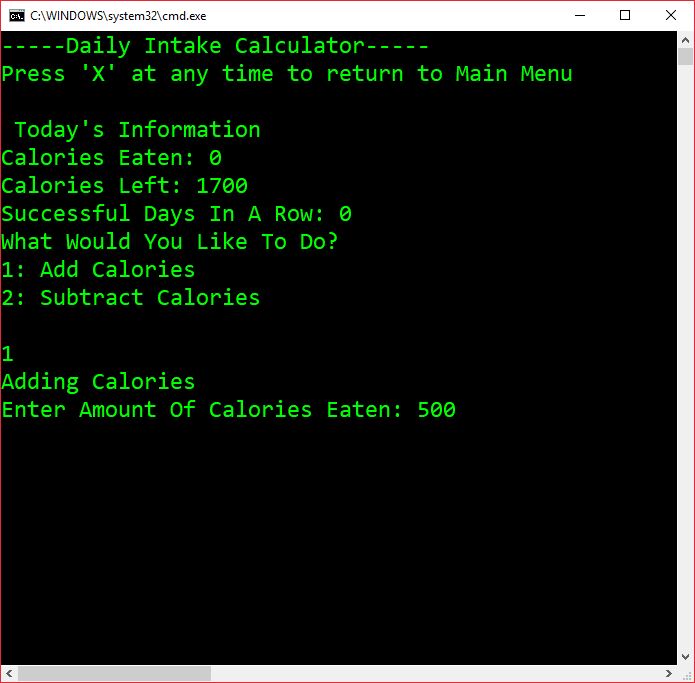 C:\WINDOWS\system32\cmd.exe
-----Daily Intake Calculator-----
Press 'X' at any time to return to Main Menu
Today's Information
Calories Eaten: 0
Calories Left: 1700
Successful Days In A Row: 0
What Would You Like To Do?
1: Add Calories
2: Subtract Calories
1
Adding Calories
Enter Amount Of Calories Eaten: 500